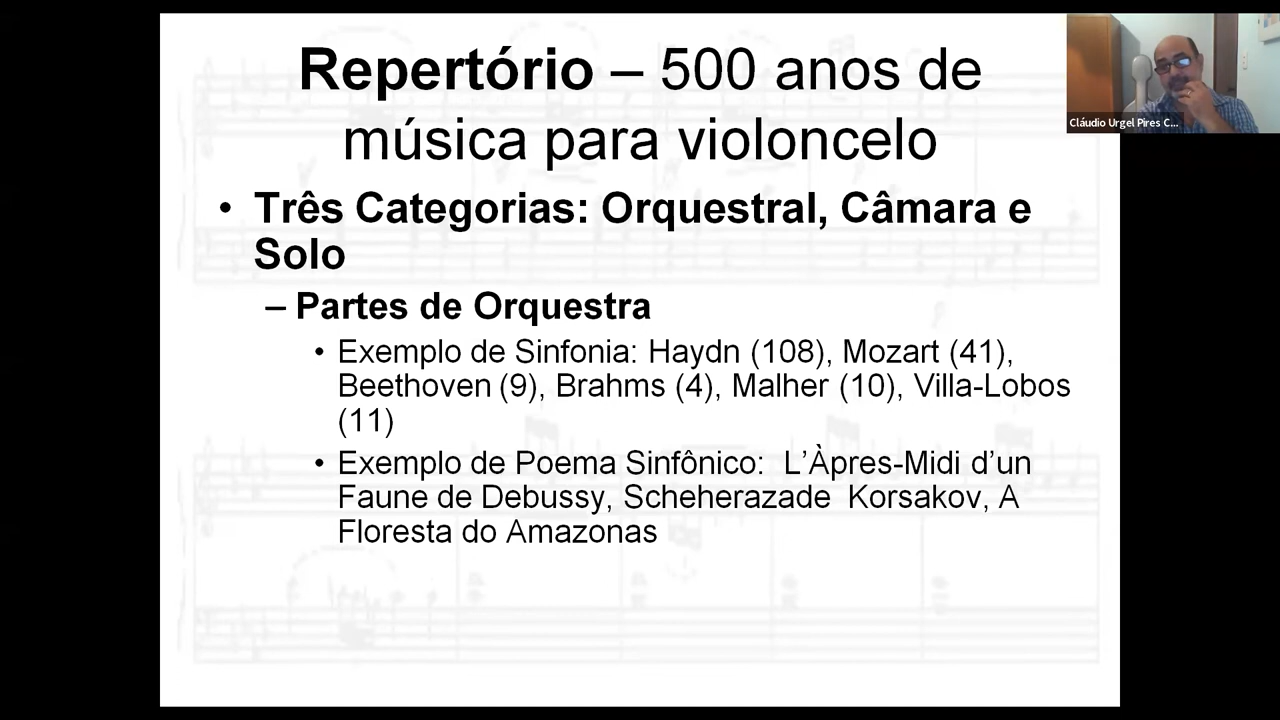 Repertório – 500 anos de
música para violoncelo
• Três Categorias: Orquestral, Câmara e
Solo
– Partes de Orquestra
• Exemplo de Sinfonia: Haydn (108), Mozart (41),
Beethoven (9), Brahms (4), Malher (10), Villa-Lobos
(11)
• Exemplo de Poema Sinfônico: L’Àpres-Midi d’un
Faune de Debussy, Scheherazade Korsakov, A
Floresta do Amazonas
Cláudio Urgel Pires C...